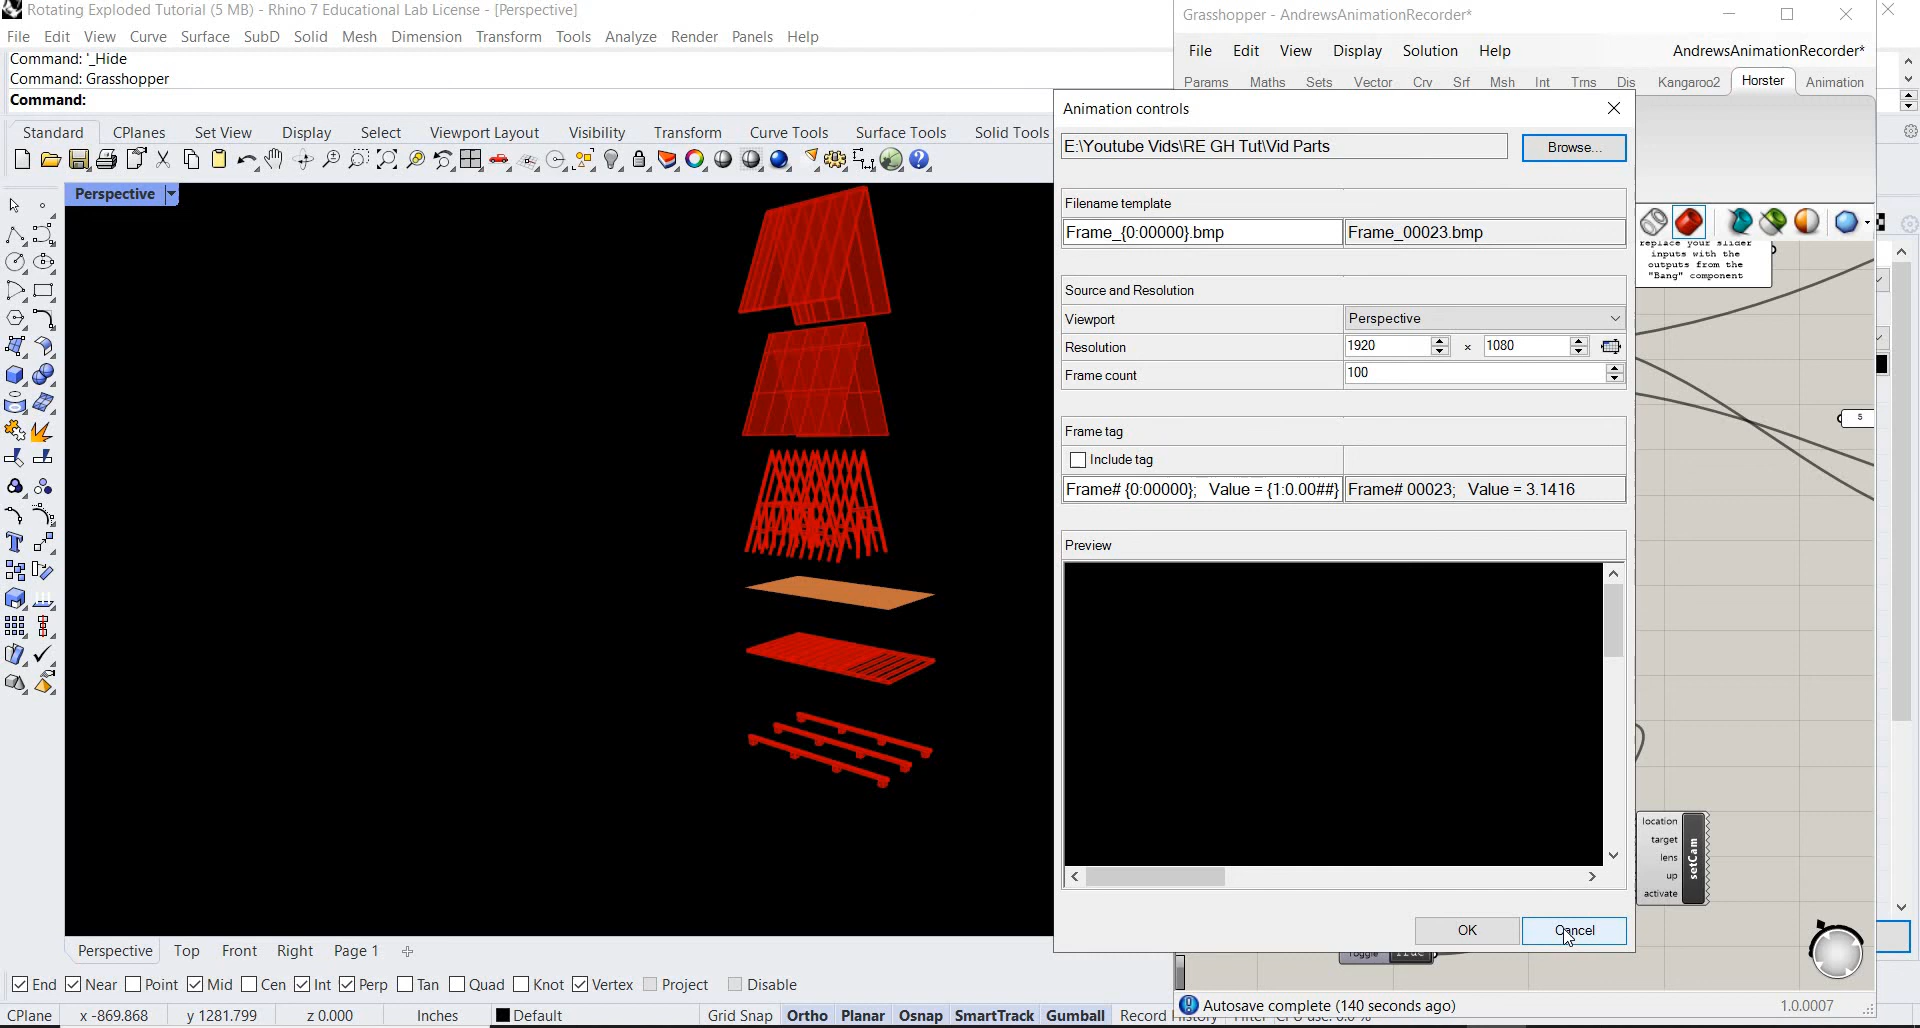 Rotating Exploded Tutorial (5 MB) - Rhino 7 Educational Lab License - [Perspective]
File Edit View Curve Surface SubD Solid Mesh Dimension Transform Tools Analyze Render Panels Help
Command: '_Hide
Command: Grasshopper
Command:
Standard CPlanes Set View Display Select Viewport Layout Visibility Transform Curve Tools Surface Tools Solid Tools
Perspective
Grasshopper - AndrewsAnimationRecorder*
File Edit View Display Solution Help AndrewsAnimationRecorder*
Params Maths Sets Vector Crv Srf Msh Int Trns Dis Kangaroo2 Horster Animation
Animation controls
E:\Youtube Vids\RE GH Tut\Vid Parts Browse...
Filename template
Frame_{0:00000}.bmp Frame_00023.bmp
Source and Resolution
Viewport Perspective
Resolution 1920 x 1080
Frame count 100
Frame tag
Include tag
Frame# {0:00000}; Value = {1:0.00##} Frame# 00023; Value = 3.1416
Preview
OK Cancel
replace your slider
inputs with the
outputs from the
"Bang" component
5
location
target
lens
up
activate
setCam
Toggle True
Autosave complete (140 seconds ago) 1.0.0007
Perspective Top Front Right Page 1
End Near Point Mid Cen Int Perp Tan Quad Knot Vertex Project Disable
CPlane x -869.868 y 1281.799 z 0.000 Inches Default Grid Snap Ortho Planar Osnap SmartTrack Gumball Record History Filter CPU use: 0.0 %